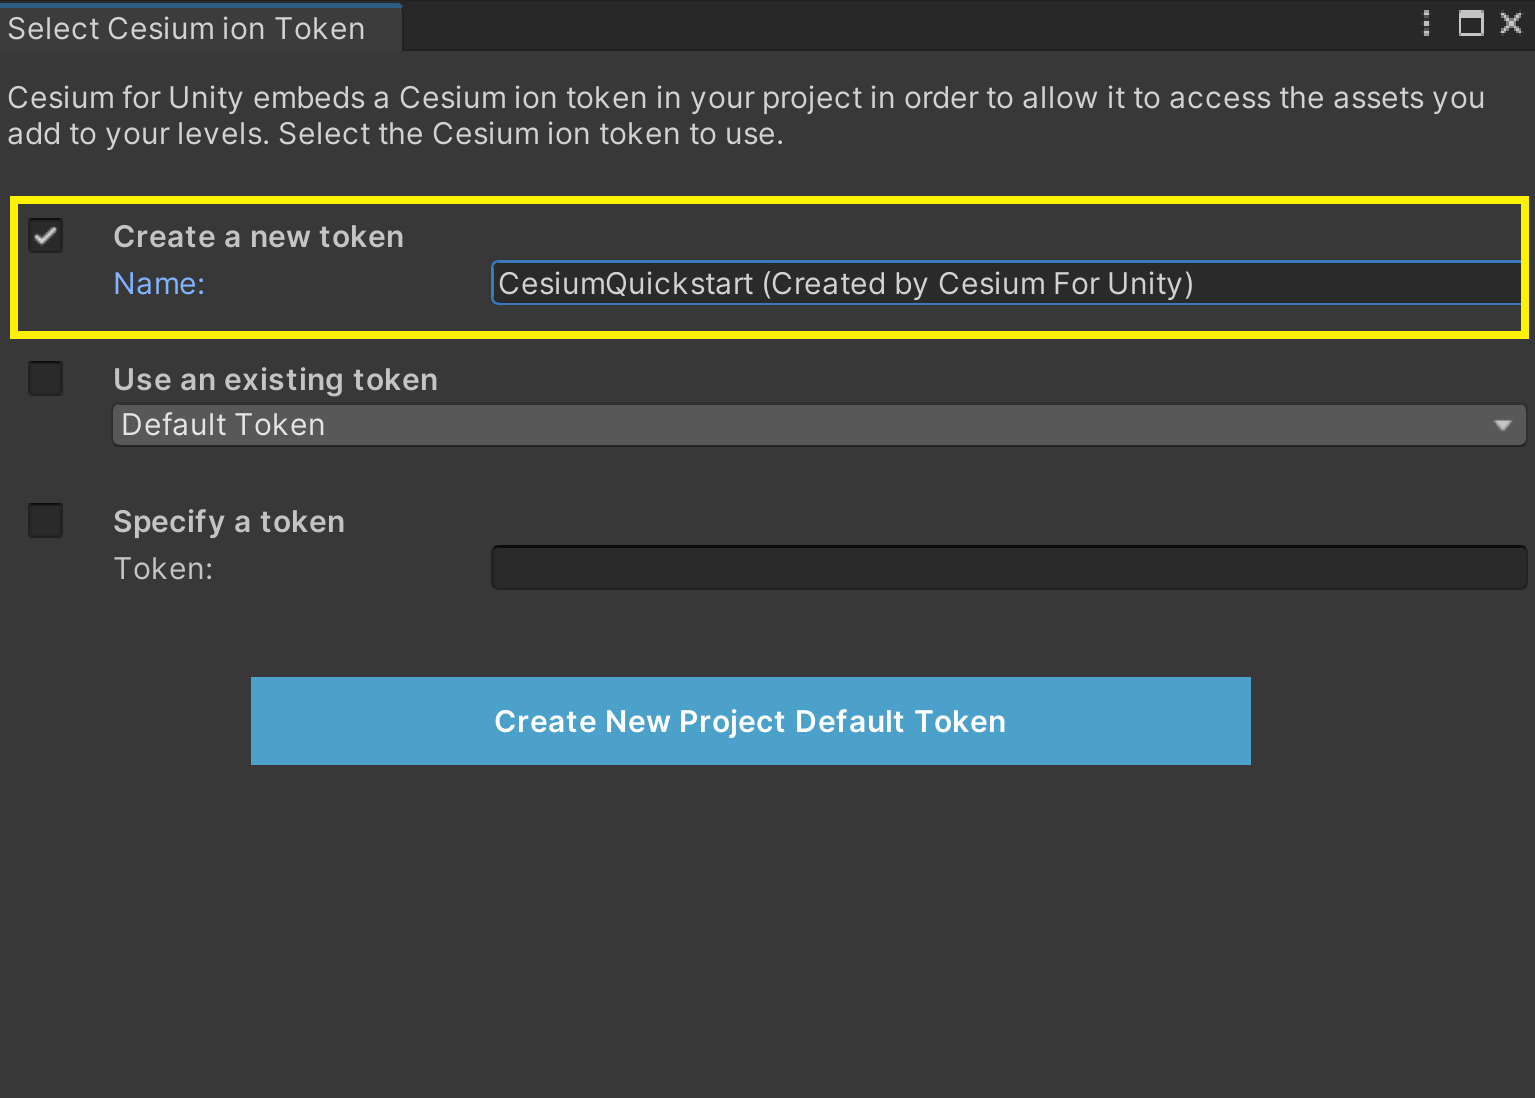 Select Cesium ion Token
Cesium for Unity embeds a Cesium ion token in your project in order to allow it to access the assets you
add to your levels. Select the Cesium ion token to use.
Create a new token
Name: CesiumQuickstart (Created by Cesium For Unity)
Use an existing token
Default Token
Specify a token
Token:
Create New Project Default Token